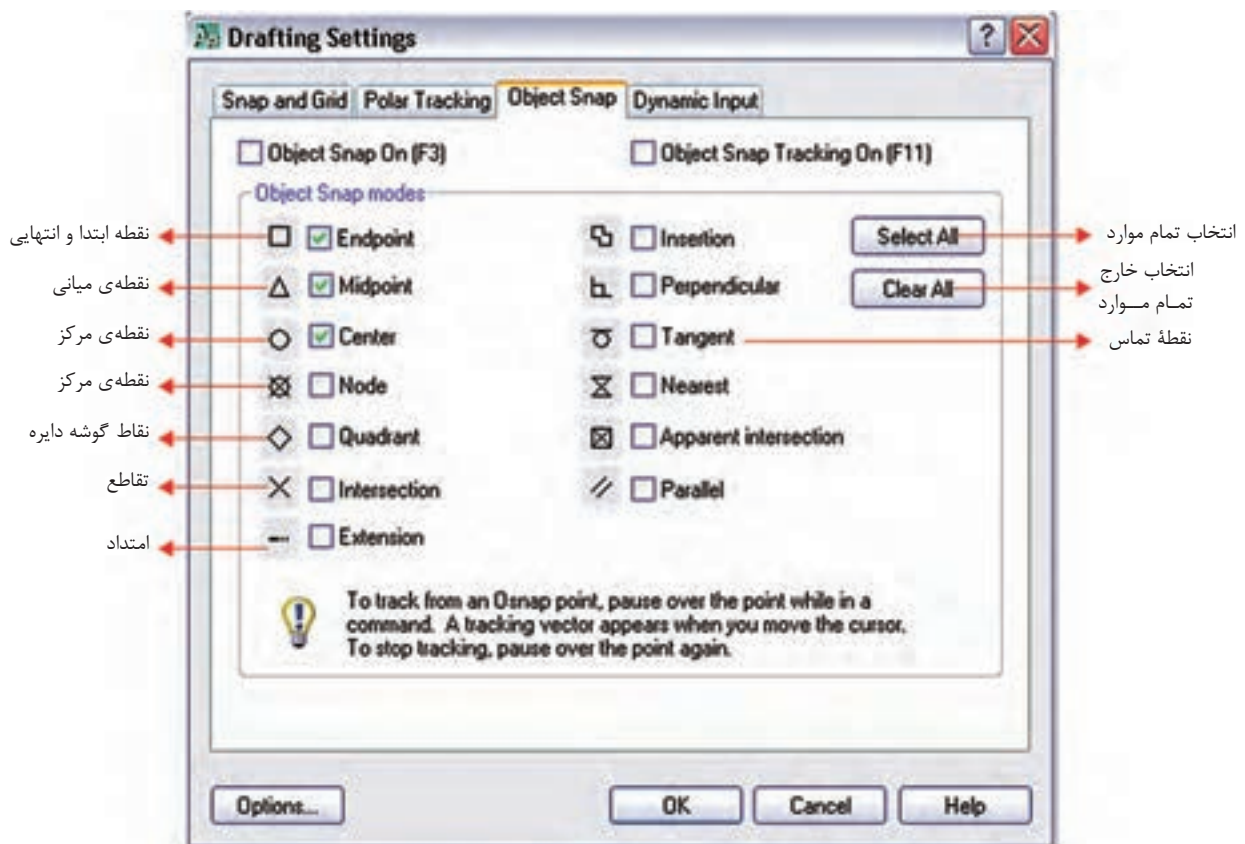 Drafting Settings
Snap and Grid Polar Tracking Object Snap Dynamic Input
Object Snap On (F3) Object Snap Tracking On (F11)
Object Snap modes
نقطه ابتدا و انتهایی Endpoint Insertion Select All انتخاب تمام موارد
نقطه‌ی میانی Midpoint Perpendicular Clear All انتخاب خارج
تمام موارد
نقطه‌ی مرکز Center Tangent نقطهٔ تماس
نقطه‌ی مرکز Node Nearest
نقاط گوشه دایره Quadrant Apparent intersection
تقاطع Intersection Parallel
امتداد Extension
To track from an Osnap point, pause over the point while in a
command. A tracking vector appears when you move the cursor.
To stop tracking, pause over the point again.
Options... OK Cancel Help